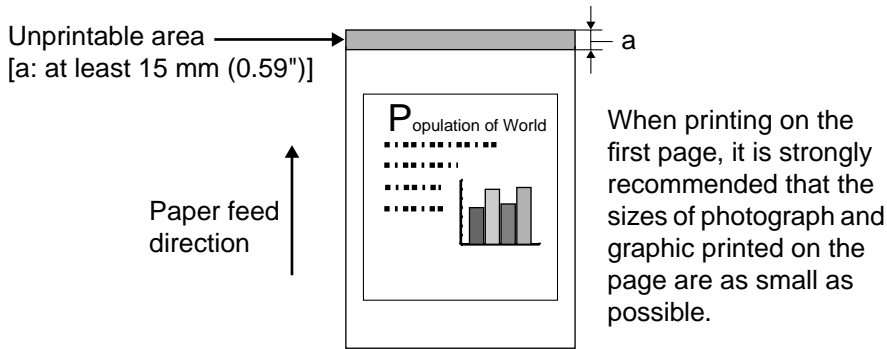 Unprintable area
[a: at least 15 mm (0.59")]
a
Population of World
Paper feed
direction
When printing on the
first page, it is strongly
recommended that the
sizes of photograph and
graphic printed on the
page are as small as
possible.